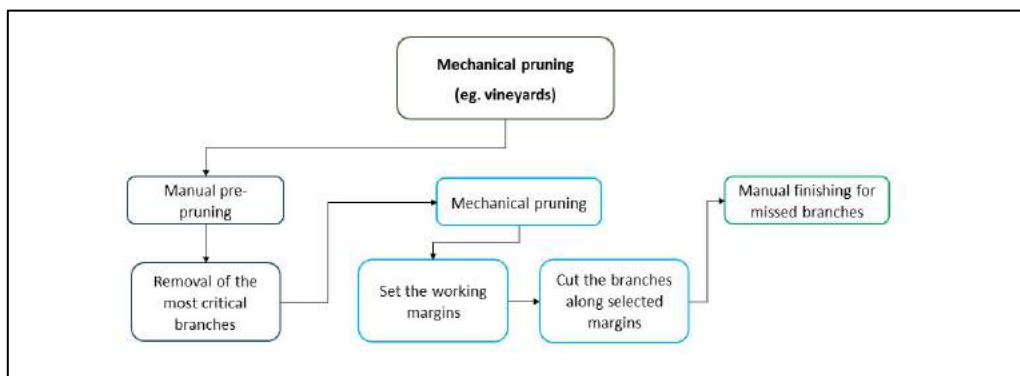 Mechanical pruning
(eg. vineyards)
Manual pre-
pruning
Removal of the
most critical
branches
Mechanical pruning
Set the working
margins
Cut the branches
along selected
margins
Manual finishing for
missed branches